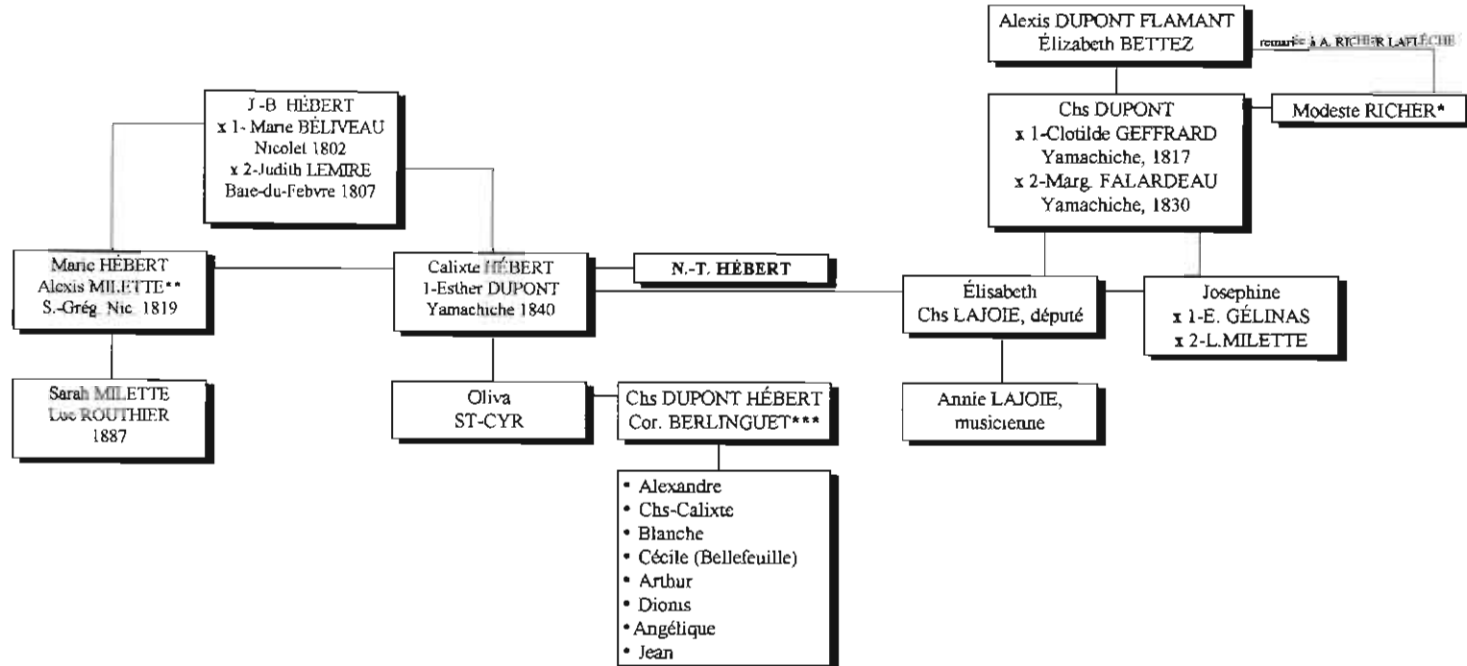 Alexis DUPONT FLAMANT
Élizabeth BETTEZ
remariée à A. RICHER LAFLÈCHE
J -B HÉBERT
x 1- Marie BÉLIVEAU
Nicolet 1802
x 2-Judith LEMIRE
Baie-du-Febvre 1807
Chs DUPONT
x 1-Clotilde GEFFRARD
Yamachiche, 1817
x 2-Marg. FALARDEAU
Yamachiche, 1830
Modeste RICHER*
Marie HÉBERT
Alexis MILETTE**
S.-Grég. Nic. 1819
Calixte HÉBERT
1-Esther DUPONT
Yamachiche 1840
N.-T. HÉBERT
Élisabeth
Chs LAJOIE, député
Josephine
x 1-E. GÉLINAS
x 2-L.MILETTE
Sarah MILETTE
Luc ROUTHIER
1887
Oliva
ST-CYR
Chs DUPONT HÉBERT
Cor. BERLINGUET***
Annie LAJOIE,
musicienne
• Alexandre
• Chs-Calixte
• Blanche
• Cécile (Bellefeuille)
• Arthur
• Dionis
• Angélique
• Jean